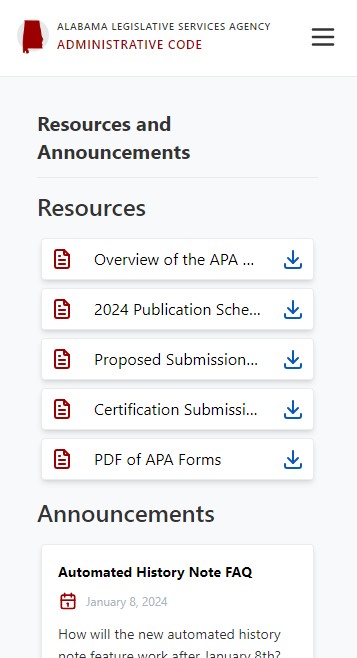 ALABAMA LEGISLATIVE SERVICES AGENCY
ADMINISTRATIVE CODE
Resources and
Announcements
Resources
Overview of the APA ...
2024 Publication Sche...
Proposed Submission...
Certification Submissi...
PDF of APA Forms
Announcements
Automated History Note FAQ
January 8, 2024
How will the new automated history
note feature work after January 8th?